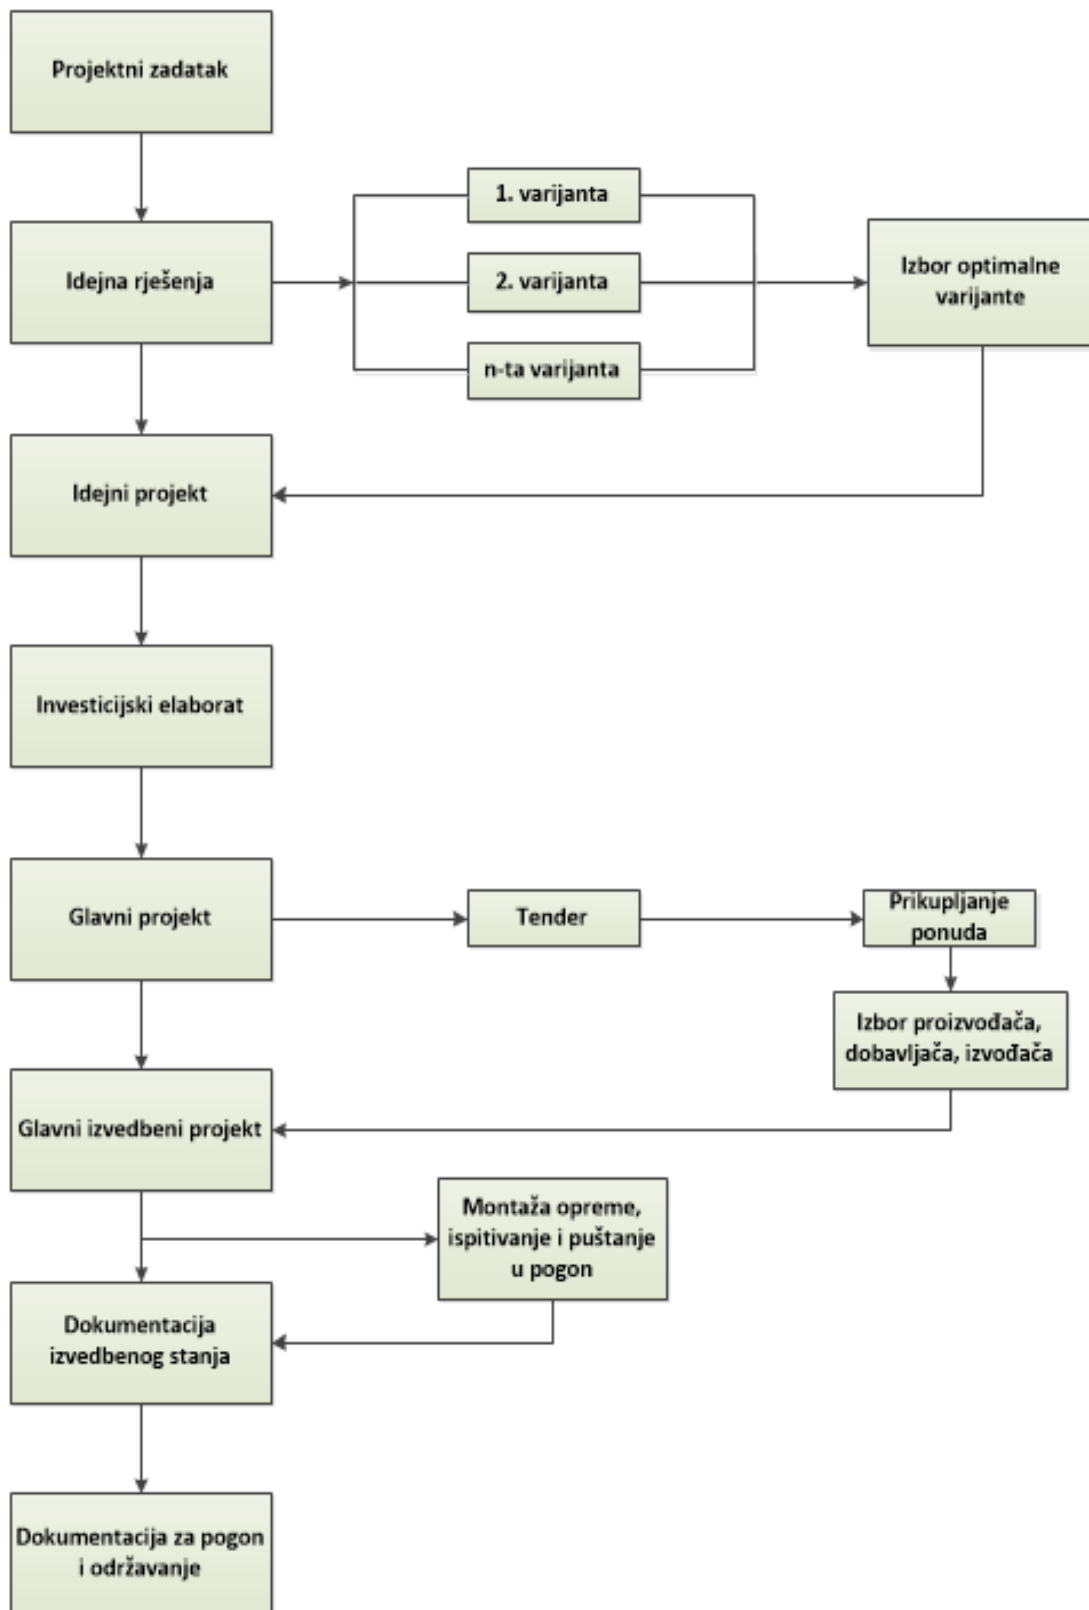 Projektni zadatak
1. varijanta
Idejna rješenja
2. varijanta
Izbor optimalne
varijante
n-ta varijanta
Idejni projekt
Investicijski elaborat
Glavni projekt
Tender
Prikupljanje
ponuda
Izbor proizvođača,
dobavljača, izvođača
Glavni izvedbeni projekt
Montaža opreme,
ispitivanje i puštanje
u pogon
Dokumentacija
izvedbenog stanja
Dokumentacija za pogon
i održavanje